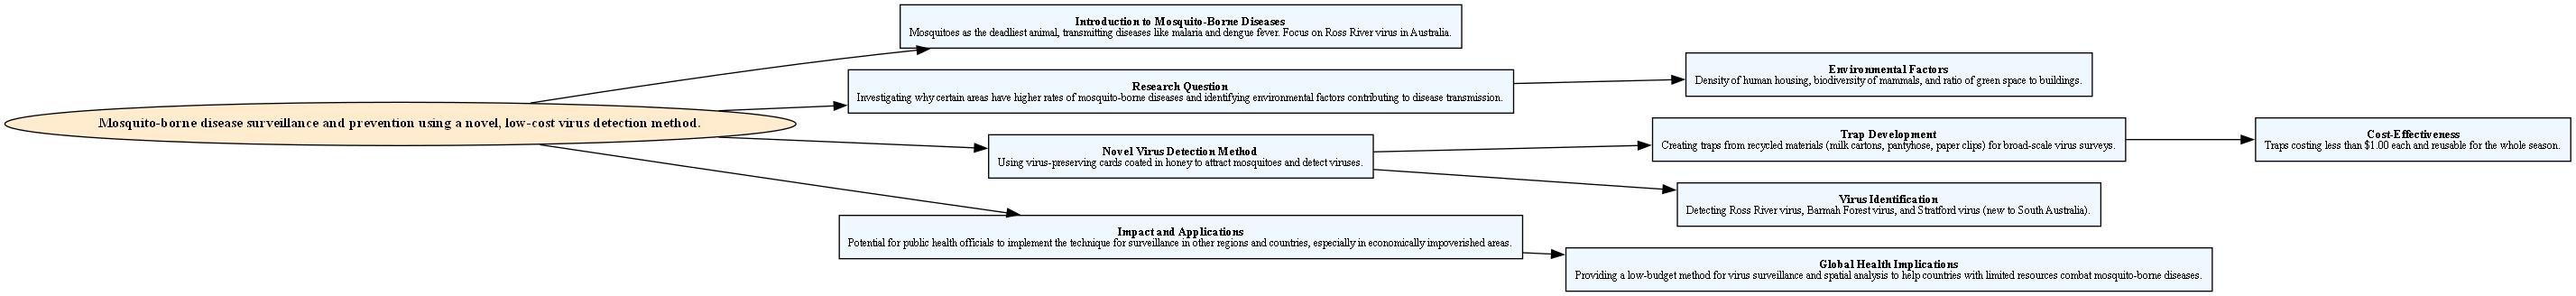 Mosquito-borne disease surveillance and prevention using a novel, low-cost virus detection method.
Introduction to Mosquito-Borne Diseases
Mosquitoes as the deadliest animal, transmitting diseases like malaria and dengue fever. Focus on Ross River virus in Australia.
Research Question
Investigating why certain areas have higher rates of mosquito-borne diseases and identifying environmental factors contributing to disease transmission.
Environmental Factors
Density of human housing, biodiversity of mammals, and ratio of green space to buildings.
Novel Virus Detection Method
Using virus-preserving cards coated in honey to attract mosquitoes and detect viruses.
Trap Development
Creating traps from recycled materials (milk cartons, pantyhose, paper clips) for broad-scale virus surveys.
Cost-Effectiveness
Traps costing less than $1.00 each and reusable for the whole season.
Virus Identification
Detecting Ross River virus, Barmah Forest virus, and Stratford virus (new to South Australia).
Impact and Applications
Potential for public health officials to implement the technique for surveillance in other regions and countries, especially in economically impoverished areas.
Global Health Implications
Providing a low-budget method for virus surveillance and spatial analysis to help countries with limited resources combat mosquito-borne diseases.